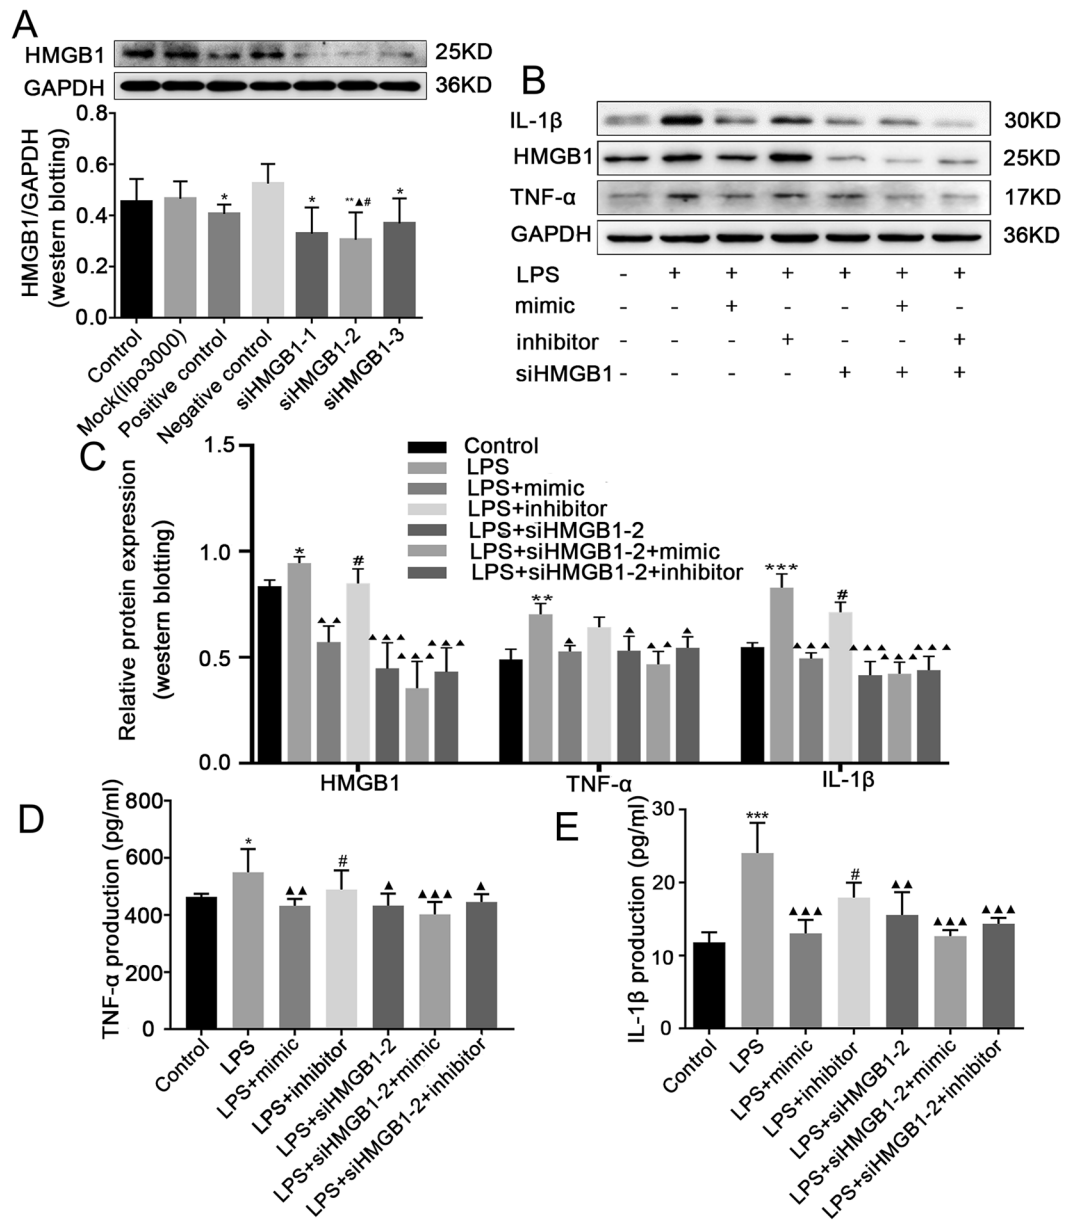 A
HMGB1
25KD
GAPDH
36KD
HMGB1/GAPDH
(western blotting)
0.8
0.6
0.4
0.2
0.0
*
*
**▲#
*
Control
Mock(lipo3000)
Positive control
Negative control
siHMGB1-1
siHMGB1-2
siHMGB1-3
B
IL-1β
30KD
HMGB1
25KD
TNF-α
17KD
GAPDH
36KD
LPS - + + + + + +
mimic - - + - - + -
inhibitor - - - + - - +
siHMGB1 - - - - + + +
C
Relative protein expression
(western blotting)
1.5
1.0
0.5
0.0
Control
LPS
LPS+mimic
LPS+inhibitor
LPS+siHMGB1-2
LPS+siHMGB1-2+mimic
LPS+siHMGB1-2+inhibitor
* ▲▲ # ▲▲▲ ▲▲▲ ▲▲▲
** ▲ ▲ ▲▲ ▲
*** ▲▲▲ # ▲▲▲ ▲▲▲ ▲▲▲
HMGB1
TNF-α
IL-1β
D
TNF-α production (pg/ml)
800
600
400
200
0
* ▲▲ # ▲ ▲▲▲ ▲
Control
LPS
LPS+mimic
LPS+inhibitor
LPS+siHMGB1-2
LPS+siHMGB1-2+mimic
LPS+siHMGB1-2+inhibitor
E
IL-1β production (pg/ml)
30
20
10
0
*** ▲▲▲ # ▲▲ ▲▲▲ ▲▲▲
Control
LPS
LPS+mimic
LPS+inhibitor
LPS+siHMGB1-2
LPS+siHMGB1-2+mimic
LPS+siHMGB1-2+inhibitor